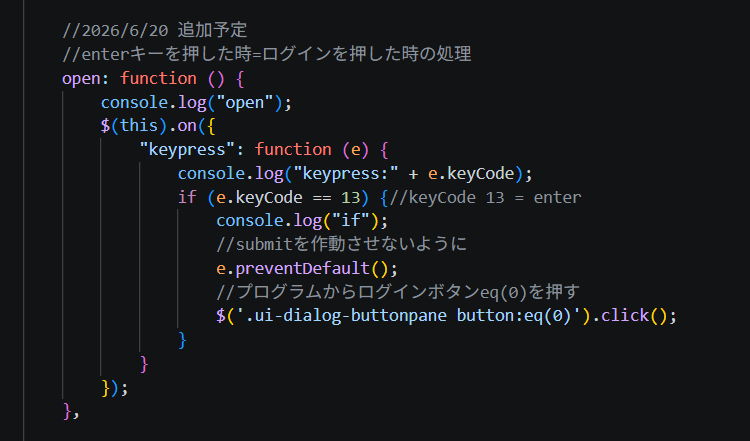 //2026/6/20 追加予定
//enterキーを押した時=ログインを押した時の処理
open: function () {
console.log("open");
$(this).on({
"keypress": function (e) {
console.log("keypress:" + e.keyCode);
if (e.keyCode == 13) {//keyCode 13 = enter
console.log("if");
//submitを作動させないように
e.preventDefault();
//プログラムからログインボタンeq(0)を押す
$('.ui-dialog-buttonpane button:eq(0)').click();
}
}
});
},